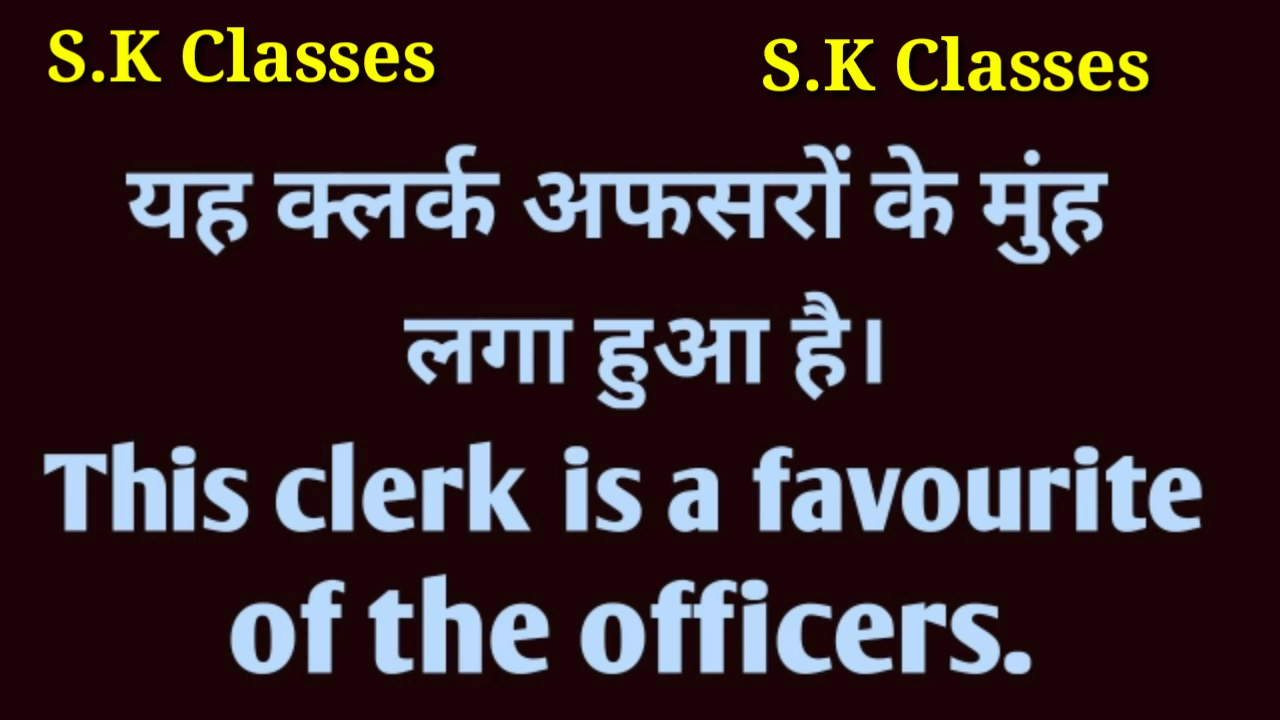 S.K Classes S.K Classes
यह क्लर्क अफसरों के मुंह
लगा हुआ है।
This clerk is a favourite
of the officers.